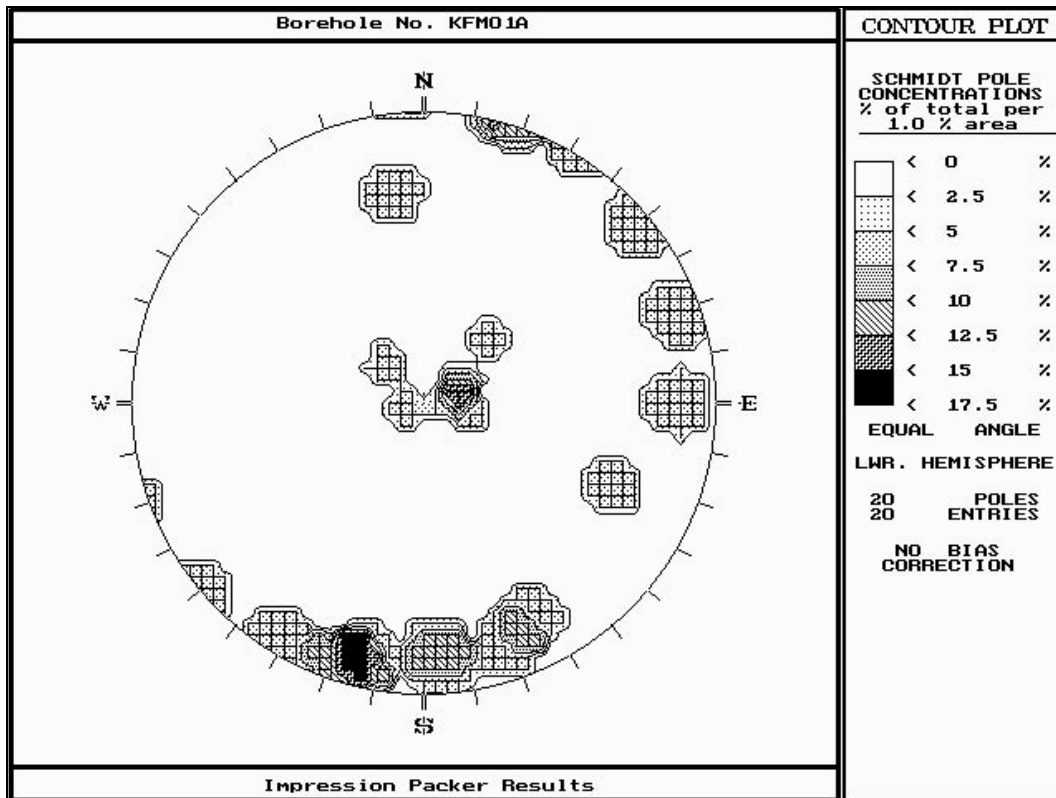 Borehole No. KFM01A
N
W
E
S
Impression Packer Results
CONTOUR PLOT
SCHMIDT POLE
CONCENTRATIONS
% of total per
1.0 % area
< 0 %
< 2.5 %
< 5 %
< 7.5 %
< 10 %
< 12.5 %
< 15 %
< 17.5 %
EQUAL ANGLE
LWR. HEMISPHERE
20 POLES
20 ENTRIES
NO BIAS
CORRECTION